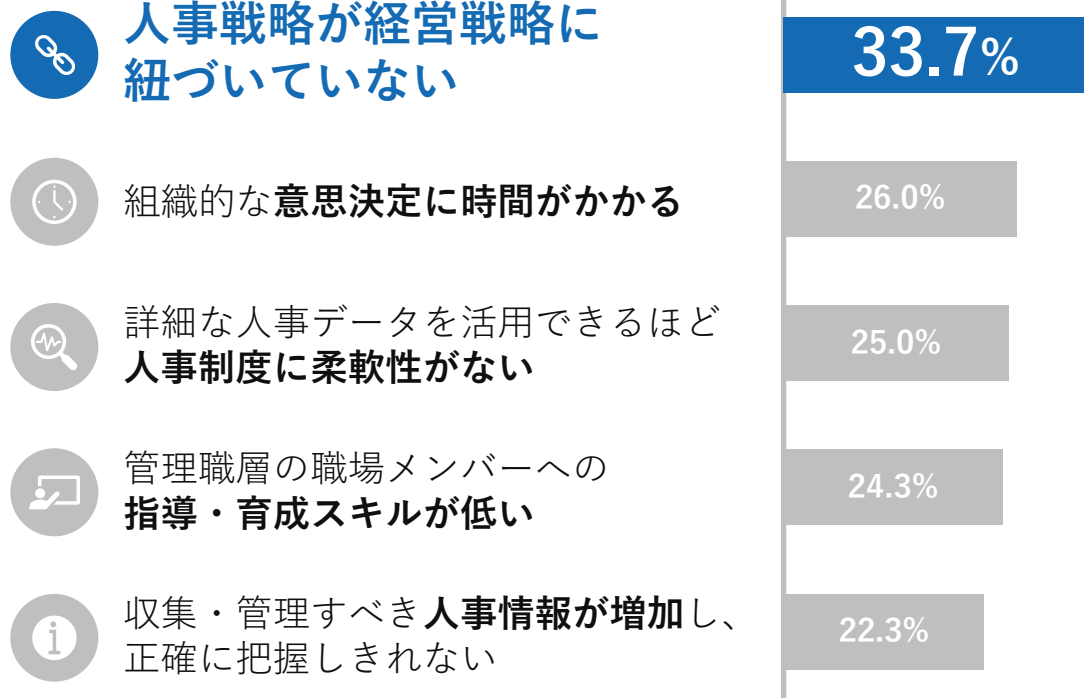 人事戦略が経営戦略に
紐づいていない
33.7%
組織的な意思決定に時間がかかる
26.0%
詳細な人事データを活用できるほど
人事制度に柔軟性がない
25.0%
管理職層の職場メンバーへの
指導・育成スキルが低い
24.3%
収集・管理すべき人事情報が増加し、
正確に把握しきれない
22.3%